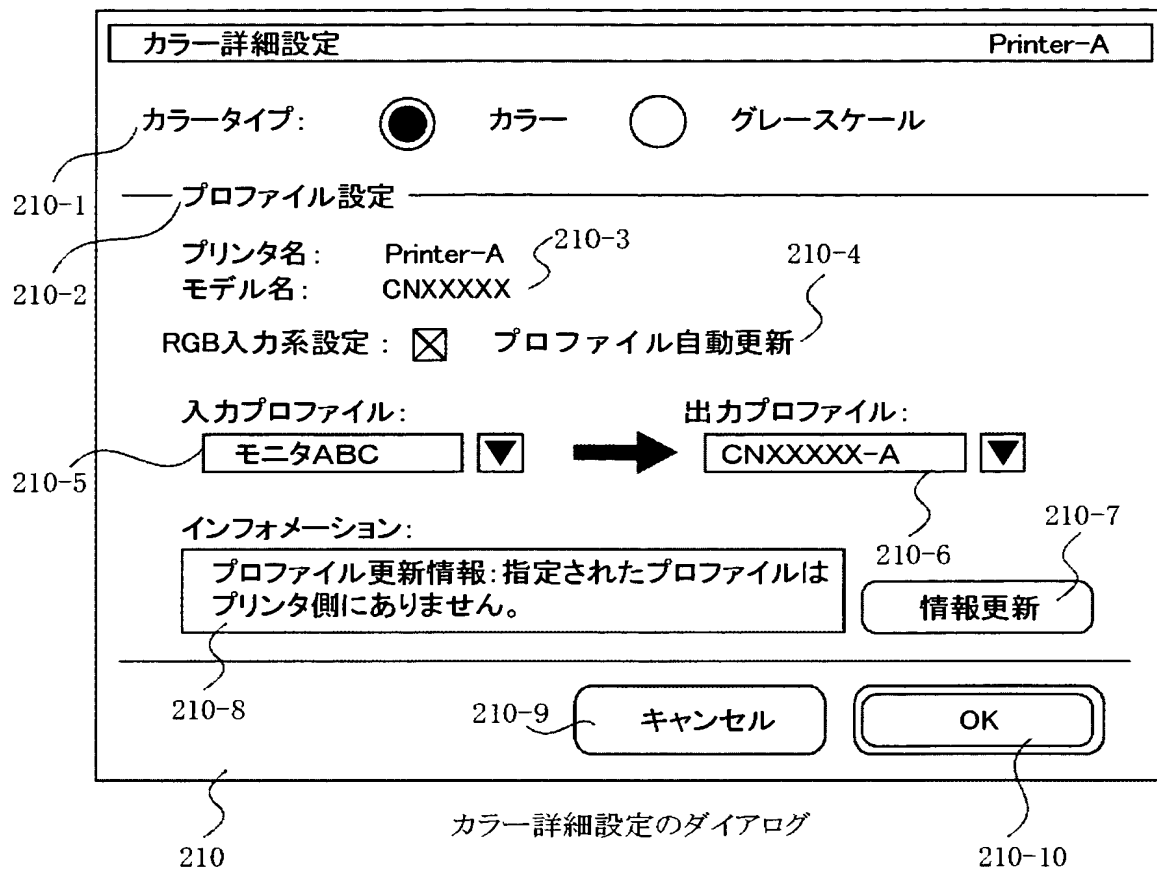 カラー詳細設定 Printer-A
カラータイプ: カラー グレースケール
210-1
プロファイル設定
プリンタ名: Printer-A
210-3
210-4
210-2
モデル名: CNXXXXX
RGB入力系設定: プロファイル自動更新
入力プロファイル: 出力プロファイル:
モニタABC CNXXXXX-A
210-5
インフォメーション:
210-7
210-6
プロファイル更新情報:指定されたプロファイルは
プリンタ側にありません。
情報更新
210-8
210-9
キャンセル OK
カラー詳細設定のダイアログ
210
210-10